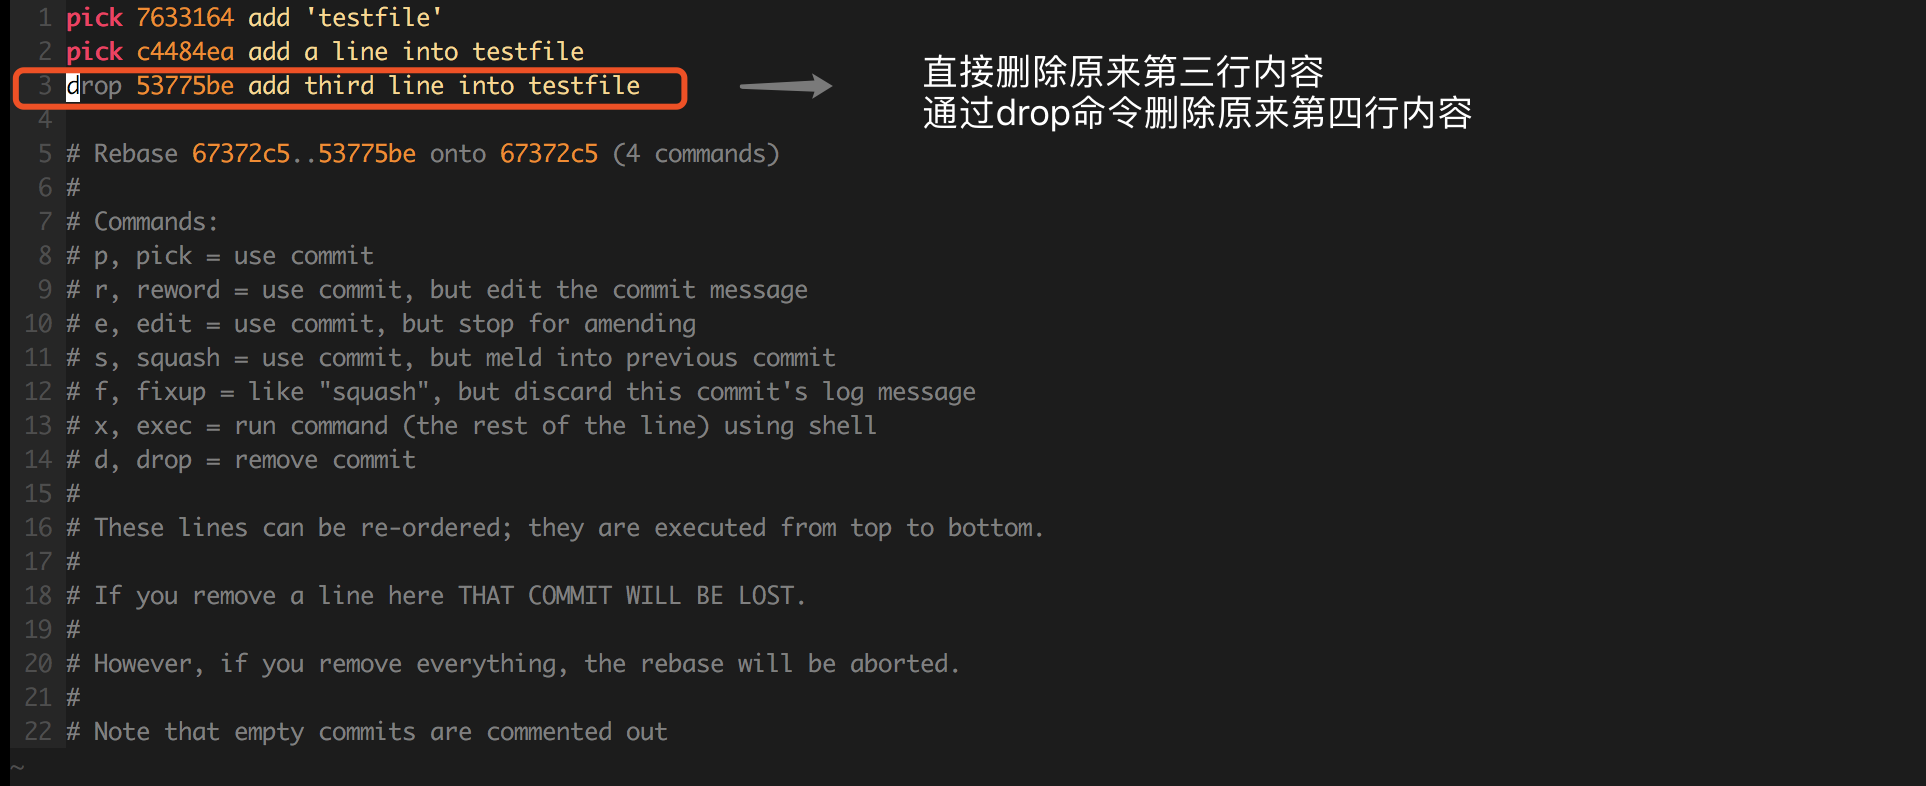 1 pick 7633164 add 'testfile'
2 pick c4484ea add a line into testfile
3 drop 53775be add third line into testfile
直接删除原来第三行内容
通过drop命令删除原来第四行内容
4
5 # Rebase 67372c5..53775be onto 67372c5 (4 commands)
6 #
7 # Commands:
8 # p, pick = use commit
9 # r, reword = use commit, but edit the commit message
10 # e, edit = use commit, but stop for amending
11 # s, squash = use commit, but meld into previous commit
12 # f, fixup = like "squash", but discard this commit's log message
13 # x, exec = run command (the rest of the line) using shell
14 # d, drop = remove commit
15 #
16 # These lines can be re-ordered; they are executed from top to bottom.
17 #
18 # If you remove a line here THAT COMMIT WILL BE LOST.
19 #
20 # However, if you remove everything, the rebase will be aborted.
21 #
22 # Note that empty commits are commented out
~